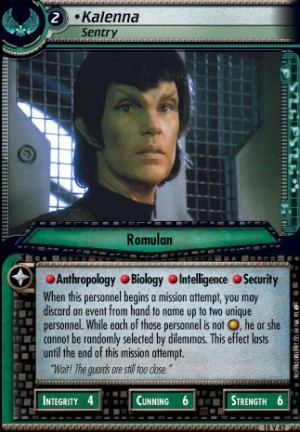 2
•Kalenna
Sentry
Romulan
Anthropology Biology Intelligence Security
When this personnel begins a mission attempt, you may
discard an event from hand to name up to two unique
personnel. While each of those personnel is not , he or she
cannot be randomly selected by dilemmas. This effect lasts
until the end of this mission attempt.
"Wait! The guards are still too close."
INTEGRITY 4 CUNNING 6 STRENGTH 6
11 V 42